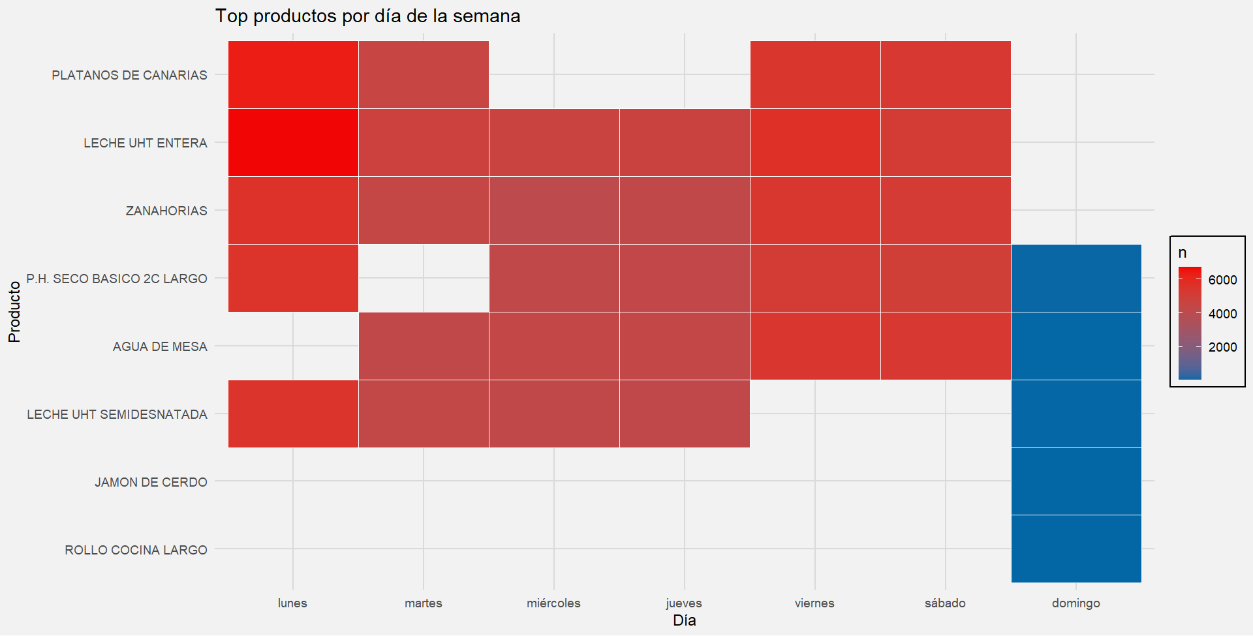 Top productos por día de la semana
Producto
PLATANOS DE CANARIAS
LECHE UHT ENTERA
ZANAHORIAS
P.H. SECO BASICO 2C LARGO
AGUA DE MESA
LECHE UHT SEMIDESNATADA
JAMON DE CERDO
ROLLO COCINA LARGO
lunes martes miércoles jueves viernes sábado domingo
Día
n
6000
4000
2000